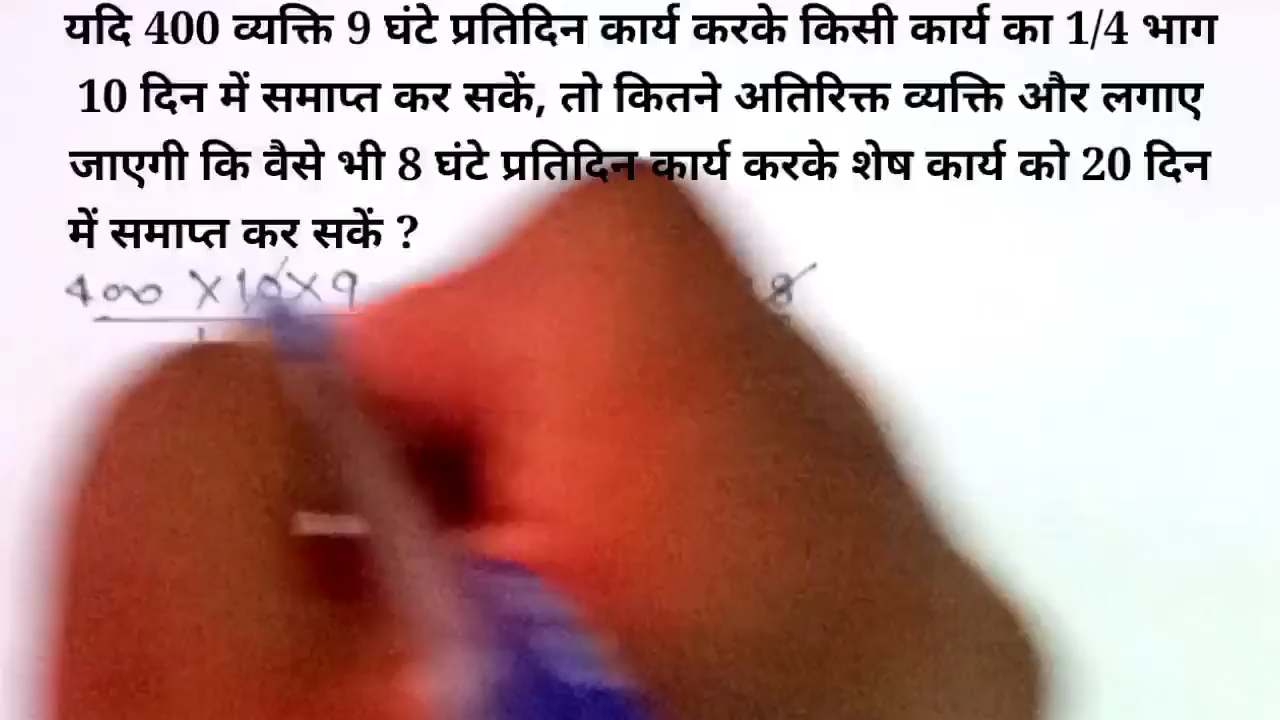 यदि 400 व्यक्ति 9 घंटे प्रतिदिन कार्य करके किसी कार्य का 1/4 भाग
10 दिन में समाप्त कर सकें, तो कितने अतिरिक्त व्यक्ति और लगाए
जाएगी कि वैसे भी 8 घंटे प्रतिदिन कार्य करके शेष कार्य को 20 दिन
में समाप्त कर सकें ?
400 × 10 × 9 8